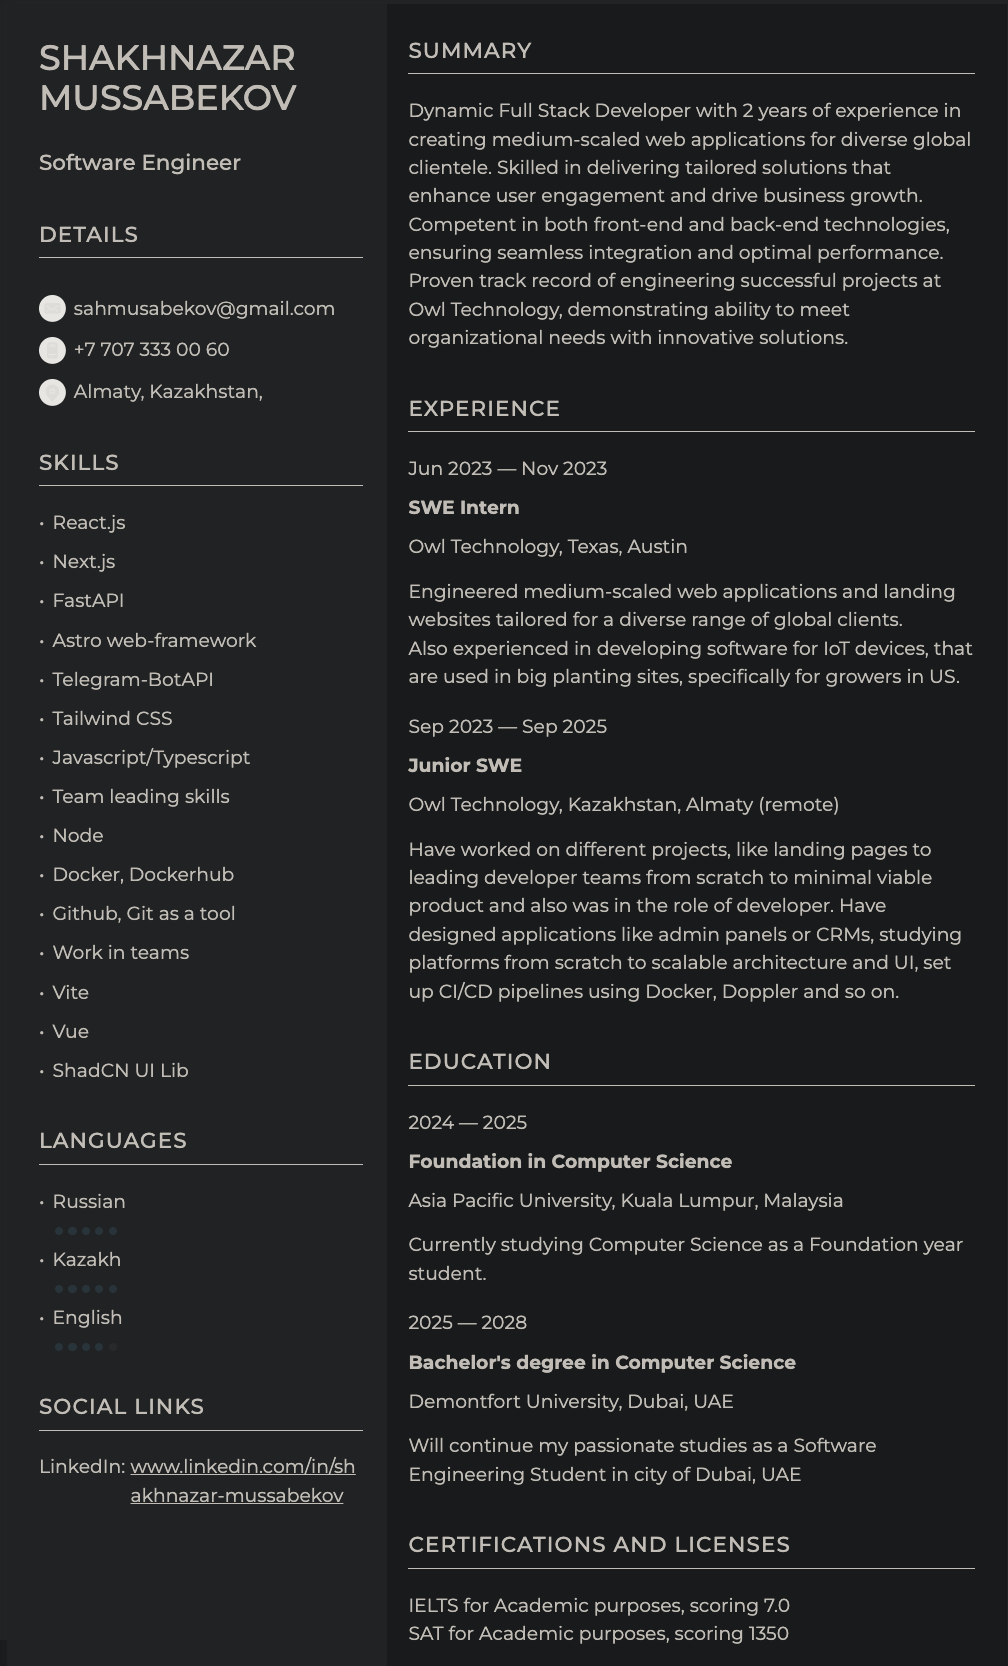 SHAKHNAZAR
MUSSABEKOV
Software Engineer
DETAILS
sahmusabekov@gmail.com
+7 707 333 00 60
Almaty, Kazakhstan,
SKILLS
• React.js
• Next.js
• FastAPI
• Astro web-framework
• Telegram-BotAPI
• Tailwind CSS
• Javascript/Typescript
• Team leading skills
• Node
• Docker, Dockerhub
• Github, Git as a tool
• Work in teams
• Vite
• Vue
• ShadCN UI Lib
LANGUAGES
• Russian
• Kazakh
• English
SOCIAL LINKS
LinkedIn: www.linkedin.com/in/sh
akhnazar-mussabekov
SUMMARY
Dynamic Full Stack Developer with 2 years of experience in
creating medium-scaled web applications for diverse global
clientele. Skilled in delivering tailored solutions that
enhance user engagement and drive business growth.
Competent in both front-end and back-end technologies,
ensuring seamless integration and optimal performance.
Proven track record of engineering successful projects at
Owl Technology, demonstrating ability to meet
organizational needs with innovative solutions.
EXPERIENCE
Jun 2023 — Nov 2023
SWE Intern
Owl Technology, Texas, Austin
Engineered medium-scaled web applications and landing
websites tailored for a diverse range of global clients.
Also experienced in developing software for IoT devices, that
are used in big planting sites, specifically for growers in US.
Sep 2023 — Sep 2025
Junior SWE
Owl Technology, Kazakhstan, Almaty (remote)
Have worked on different projects, like landing pages to
leading developer teams from scratch to minimal viable
product and also was in the role of developer. Have
designed applications like admin panels or CRMs, studying
platforms from scratch to scalable architecture and UI, set
up CI/CD pipelines using Docker, Doppler and so on.
EDUCATION
2024 — 2025
Foundation in Computer Science
Asia Pacific University, Kuala Lumpur, Malaysia
Currently studying Computer Science as a Foundation year
student.
2025 — 2028
Bachelor's degree in Computer Science
Demontfort University, Dubai, UAE
Will continue my passionate studies as a Software
Engineering Student in city of Dubai, UAE
CERTIFICATIONS AND LICENSES
IELTS for Academic purposes, scoring 7.0
SAT for Academic purposes, scoring 1350